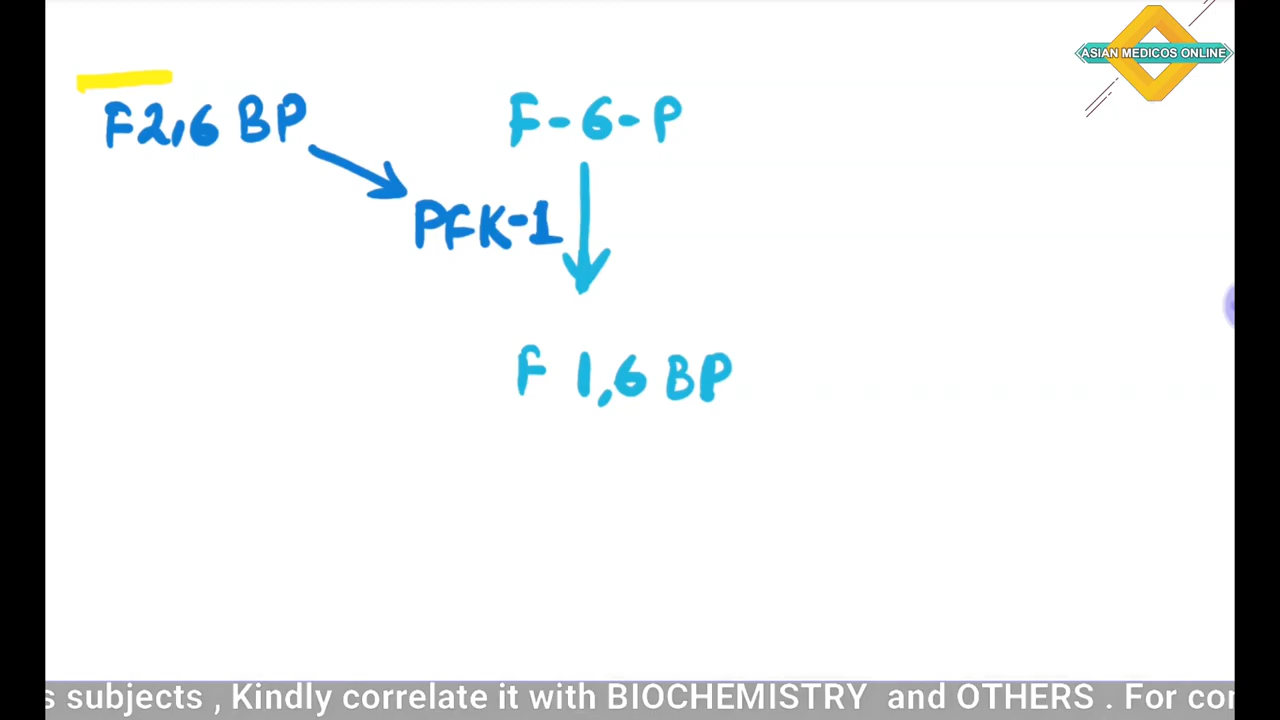 ASIAN MEDICOS ONLINE
F2,6 BP
F-6-P
PFK-1
F 1,6 BP
s subjects , Kindly correlate it with BIOCHEMISTRY and OTHERS . For cor